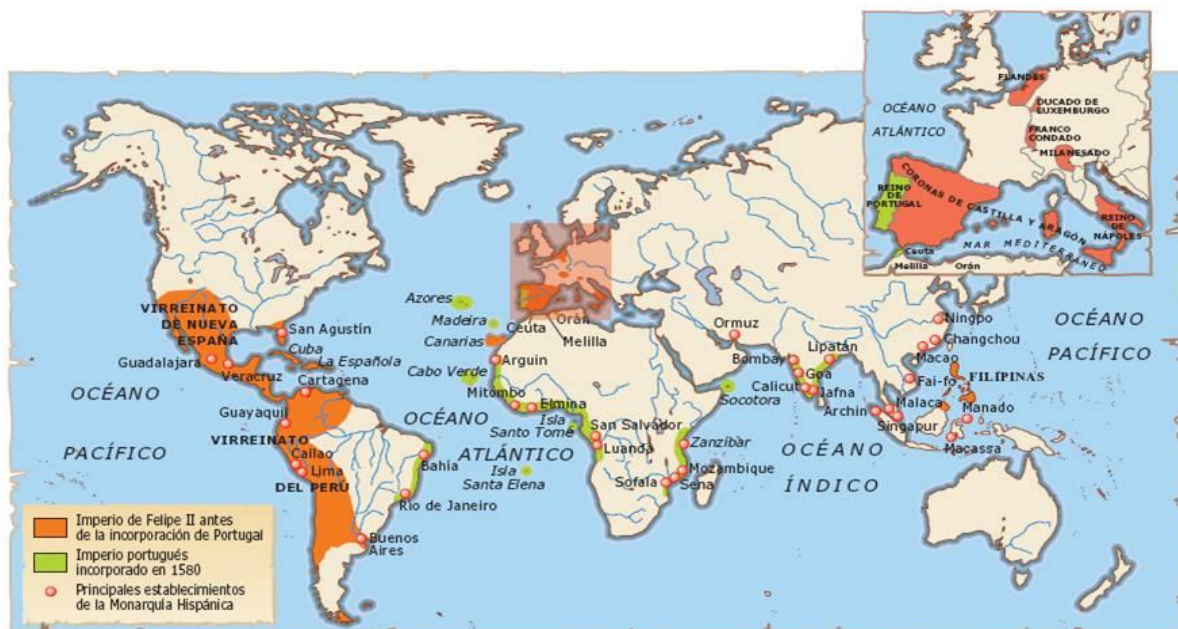 FLANDES
OCÉANO
ATLÁNTICO
DUCADO DE
LUXEMBURGO
FRANCO
CONDADO
MILANESADO
CORONAS DE CASTILLA Y ARAGÓN
REINO
DE
PORTUGAL
REINO
DE
NÁPOLES
MAR MEDITERRÁNEO
Ceuta
Melilla
Orán
VIRREINATO
DE NUEVA
ESPAÑA
San Agustín
Cuba
La Española
Guadalajara
Veracruz
Cartagena
OCÉANO
PACÍFICO
Guayaquil
VIRREINATO
Callao
Lima
DEL PERÚ
Bahía
Río de Janeiro
Buenos
Aires
Azores
Madeira
Canarias
Cabo Verde
Ceuta
Orán
Melilla
Arguin
Mitombo
Elmina
Isla
Santo Tomé
OCÉANO
ATLÁNTICO
Isla
Santa Elena
San Salvador
Luanda
Zanzíbar
Mozambique
Sofala
Sena
Socotora
Ormuz
Bombay
Lipatán
Goa
Calicut
Jafna
OCÉANO
ÍNDICO
Ningpo
Changchou
Macao
Fai-fo
FILIPINAS
Malaca
Archin
Manado
Singapur
Macassa
OCÉANO
PACÍFICO
Imperio de Felipe II antes
de la incorporación de Portugal
Imperio portugués
incorporado en 1580
Principales establecimientos
de la Monarquía Hispánica